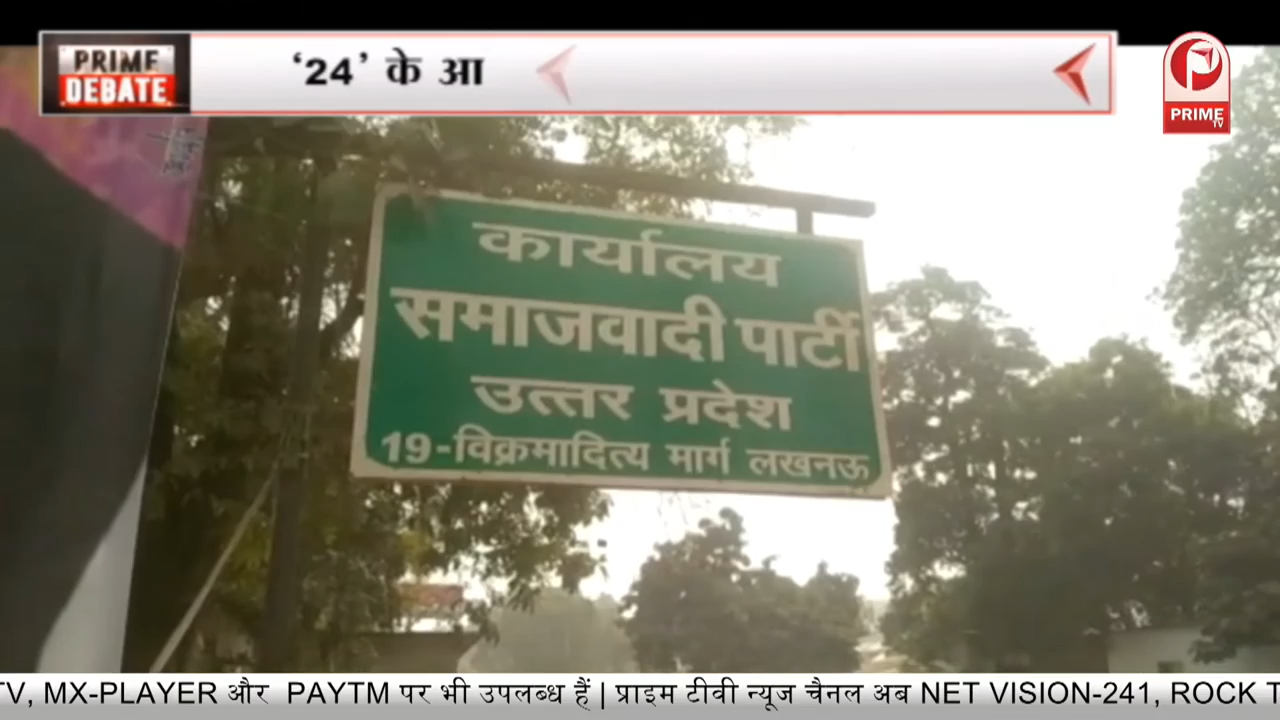 PRIME
DEBATE
‘24’ के आ
PRIME
TV
कार्यालय
समाजवादी पार्टी
उत्तर प्रदेश
19-विक्रमादित्य मार्ग लखनऊ
TV, MX-PLAYER और PAYTM पर भी उपलब्ध हैं | प्राइम टीवी न्यूज चैनल अब NET VISION-241, ROCK T